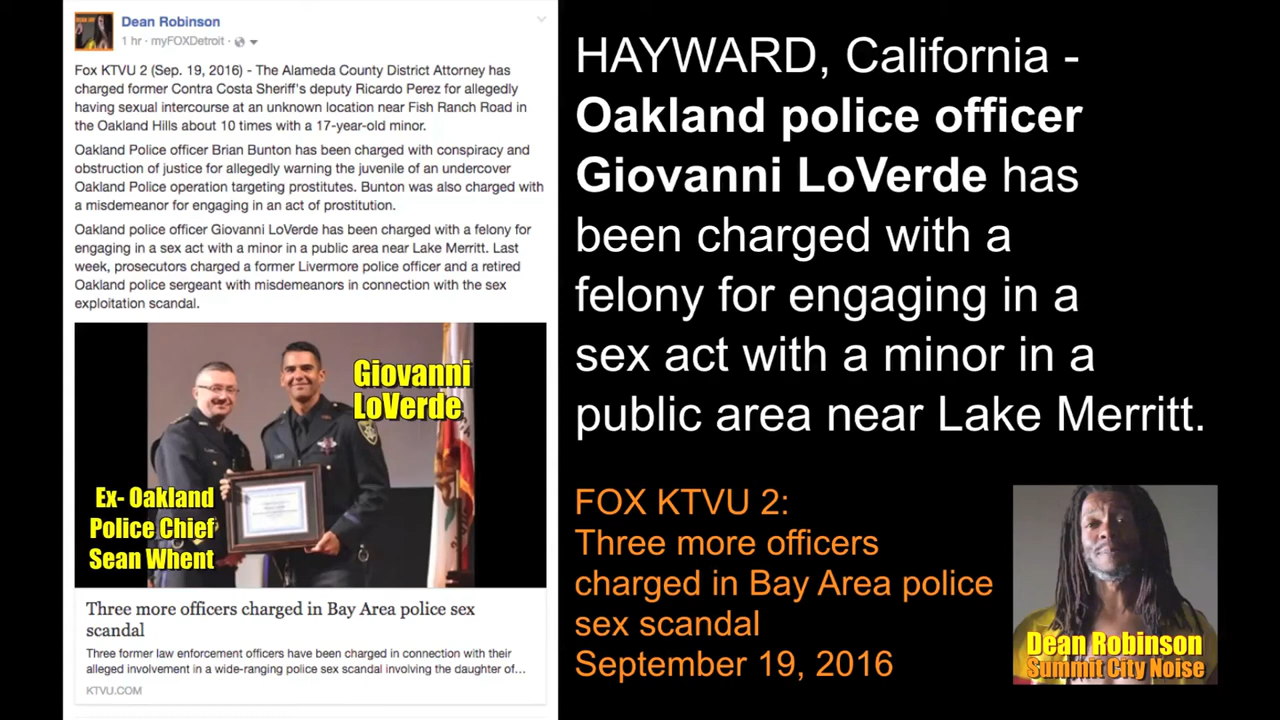 Dean Robinson
1 hr · myFOXDetroit ·
Fox KTVU 2 (Sep. 19, 2016) - The Alameda County District Attorney has
charged former Contra Costa Sheriff's deputy Ricardo Perez for allegedly
having sexual intercourse at an unknown location near Fish Ranch Road in
the Oakland Hills about 10 times with a 17-year-old minor.
Oakland Police officer Brian Bunton has been charged with conspiracy and
obstruction of justice for allegedly warning the juvenile of an undercover
Oakland Police operation targeting prostitutes. Bunton was also charged with
a misdemeanor for engaging in an act of prostitution.
Oakland police officer Giovanni LoVerde has been charged with a felony for
engaging in a sex act with a minor in a public area near Lake Merritt. Last
week, prosecutors charged a former Livermore police officer and a retired
Oakland police sergeant with misdemeanors in connection with the sex
exploitation scandal.
Giovanni
LoVerde
Ex- Oakland
Police Chief
Sean Whent
Three more officers charged in Bay Area police sex
scandal
Three former law enforcement officers have been charged in connection with their
alleged involvement in a wide-ranging police sex scandal involving the daughter of...
KTVU.COM
HAYWARD, California -
Oakland police officer
Giovanni LoVerde has
been charged with a
felony for engaging in a
sex act with a minor in a
public area near Lake Merritt.
FOX KTVU 2:
Three more officers
charged in Bay Area police
sex scandal
September 19, 2016
Dean Robinson
Summit City Noise